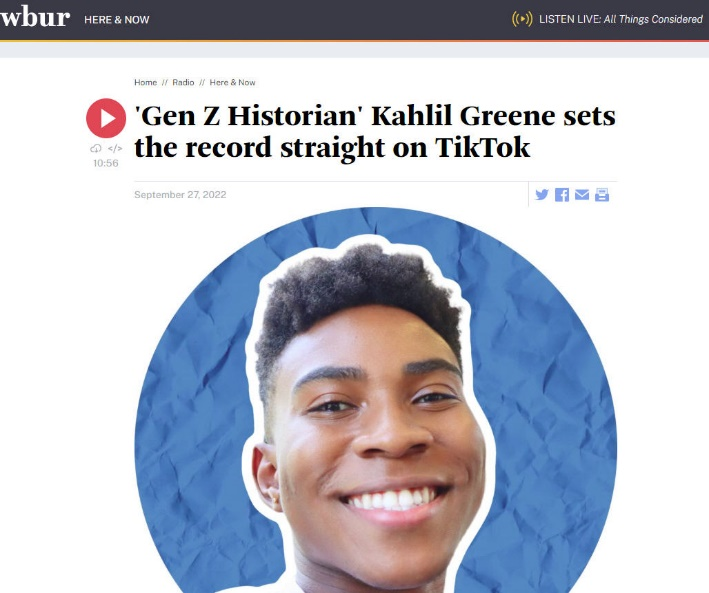 wbur HERE & NOW LISTEN LIVE: All Things Considered
Home // Radio // Here & Now
'Gen Z Historian' Kahlil Greene sets
the record straight on TikTok
</>
10:56
September 27, 2022